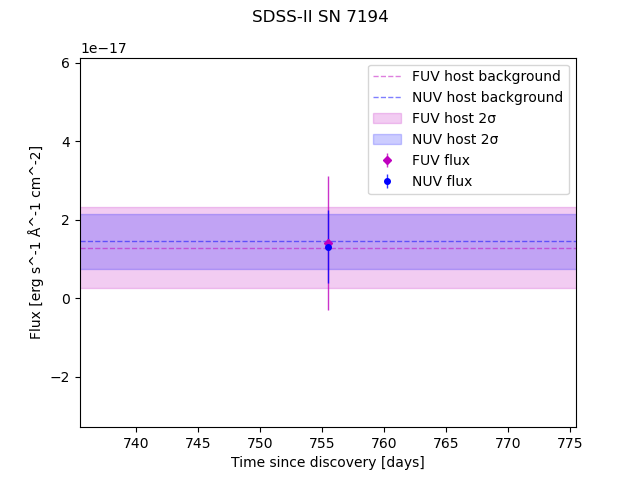 SDSS-II SN 7194
1e−17
FUV host background
NUV host background
FUV host 2σ
NUV host 2σ
FUV flux
NUV flux
6
4
2
0
−2
Flux [erg s^-1 Å^-1 cm^-2]
740 745 750 755 760 765 770 775
Time since discovery [days]